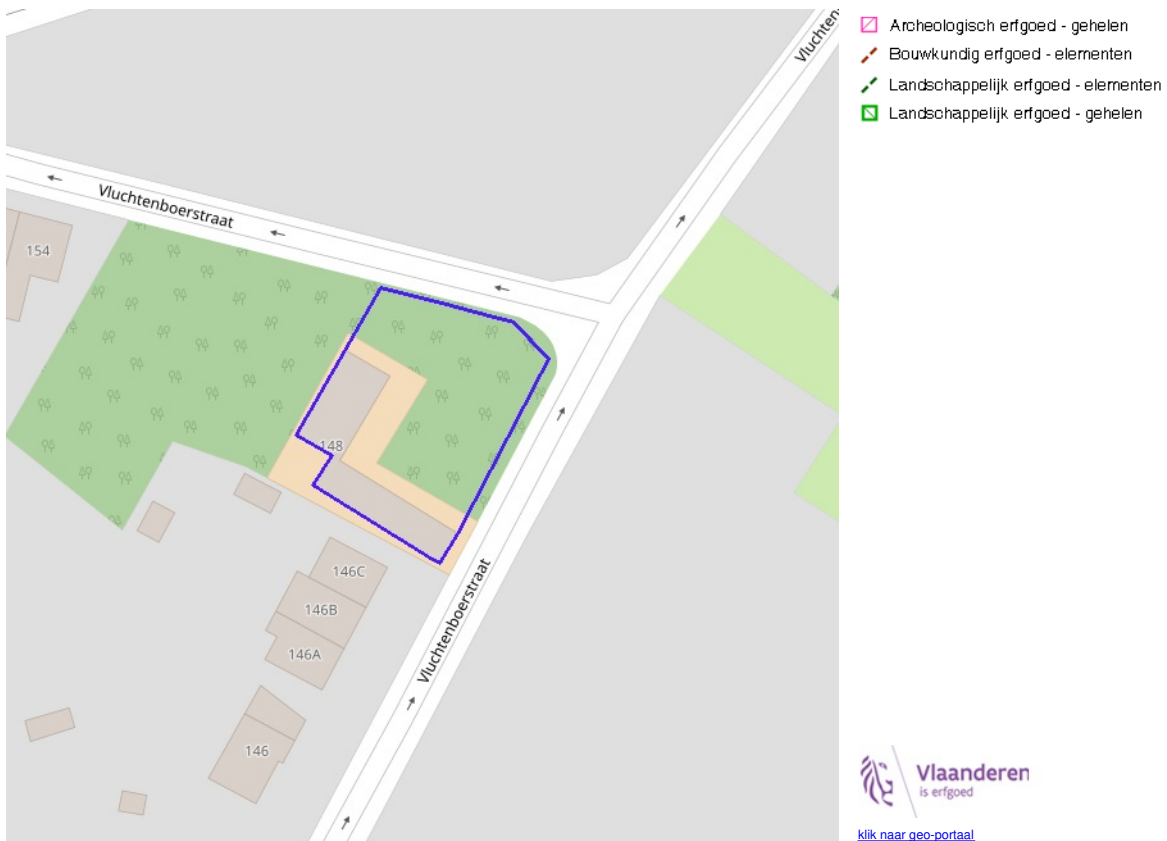 Vluchten
Vluchtenboerstraat
154
148
146C
146B
146A
Vluchtenboerstraat
146
Archeologisch erfgoed - gehelen
Bouwkundig erfgoed - elementen
Landschappelijk erfgoed - elementen
Landschappelijk erfgoed - gehelen
Vlaanderen
is erfgoed
klik naar geo-portaal